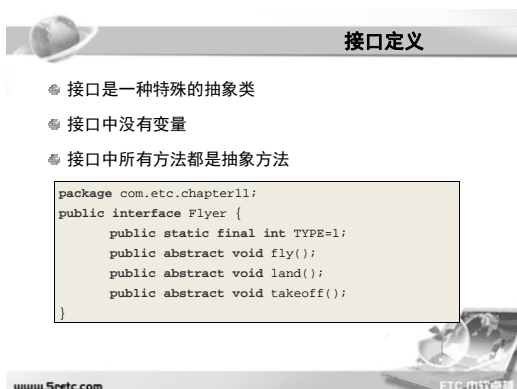 接口定义
接口是一种特殊的抽象类
接口中没有变量
接口中所有方法都是抽象方法
package com.etc.chapter11;
public interface Flyer {
public static final int TYPE=1;
public abstract void fly();
public abstract void land();
public abstract void takeoff();
}
www.5retc.com
ETC